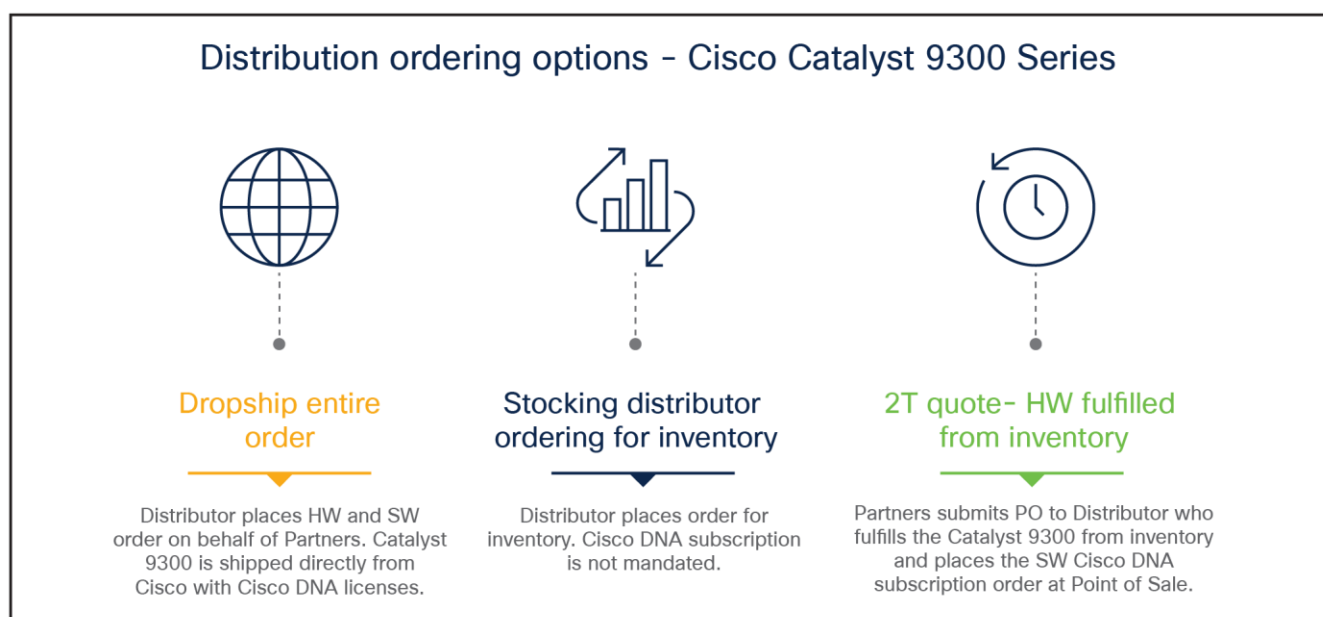 Distribution ordering options - Cisco Catalyst 9300 Series
Dropship entire
order
Distributor places HW and SW
order on behalf of Partners. Catalyst
9300 is shipped directly from
Cisco with Cisco DNA licenses.
Stocking distributor
ordering for inventory
Distributor places order for
inventory. Cisco DNA subscription
is not mandated.
2T quote- HW fulfilled
from inventory
Partners submits PO to Distributor who
fulfills the Catalyst 9300 from inventory
and places the SW Cisco DNA
subscription order at Point of Sale.